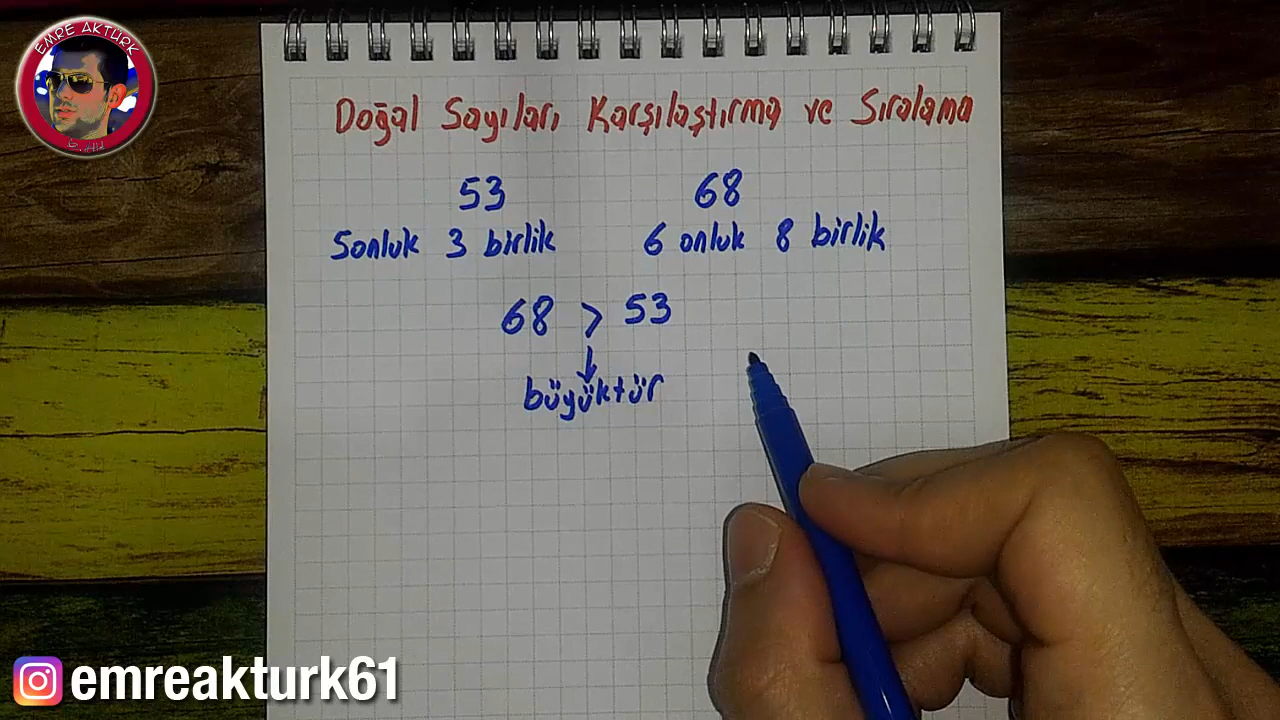 EMRE AKTÜRK
Doğal Sayıları Karşılaştırma ve Sıralama
53 68
5onluk 3 birlik 6 onluk 8 birlik
68 > 53
büyüktür
emreakturk61